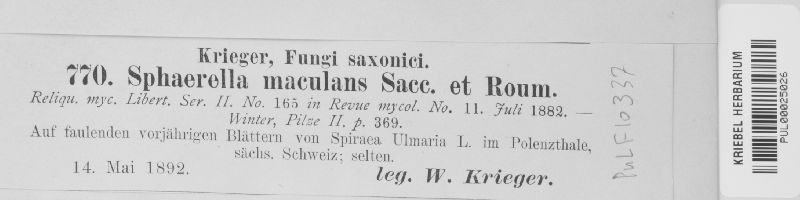 Krieger, Fungi saxonici.
770. Sphaerella maculans Sacc. et Roum.
Reliqu. myc. Libert. Ser. II. No. 165 in Revue mycol. No. 11. Juli 1882. —
Winter, Pilze II. p. 369.
Auf faulenden vorjährigen Blättern von Spiraea Ulmaria L. im Polenzthale,
sächs. Schweiz; selten.
14. Mai 1892.
leg. W. Krieger.
PuLF10337
KRIEBEL HERBARIUM
PUL00025026